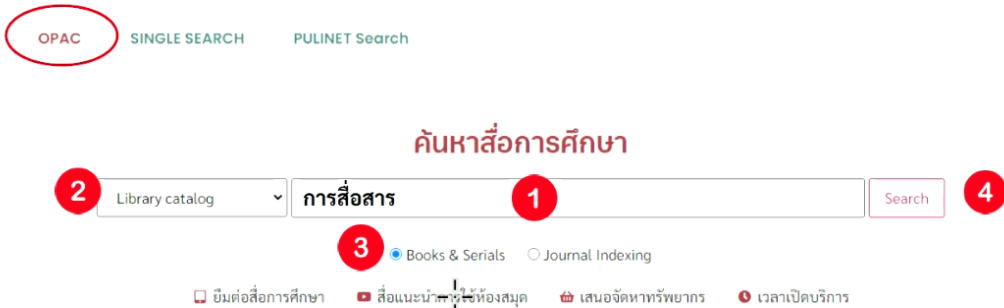 OPAC SINGLE SEARCH PULINET Search
ค้นหาสื่อการศึกษา
2 Library catalog การสื่อสาร 1 Search 4
3 Books & Serials Journal Indexing
ยืมต่อสื่อการศึกษา สื่อแนะนำการใช้ห้องสมุด เสนอจัดหาทรัพยากร เวลาเปิดบริการ